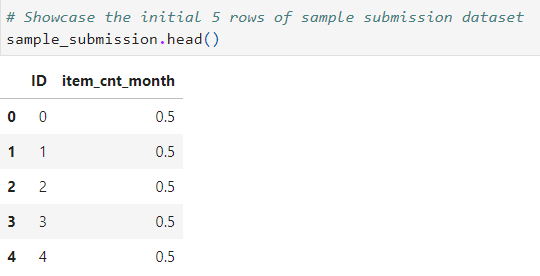 # Showcase the initial 5 rows of sample submission dataset
sample_submission.head()
ID item_cnt_month
0 0 0.5
1 1 0.5
2 2 0.5
3 3 0.5
4 4 0.5